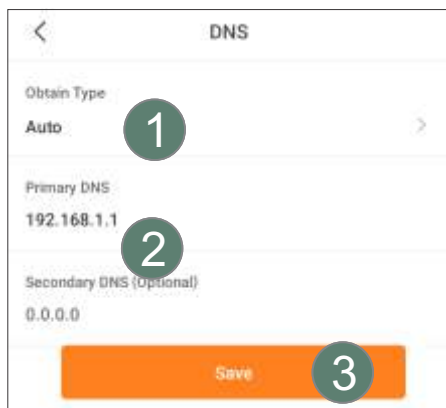 DNS
Obtain Type
Auto
1
Primary DNS
192.168.1.1
2
Secondary DNS (Optional)
0.0.0.0
Save
3